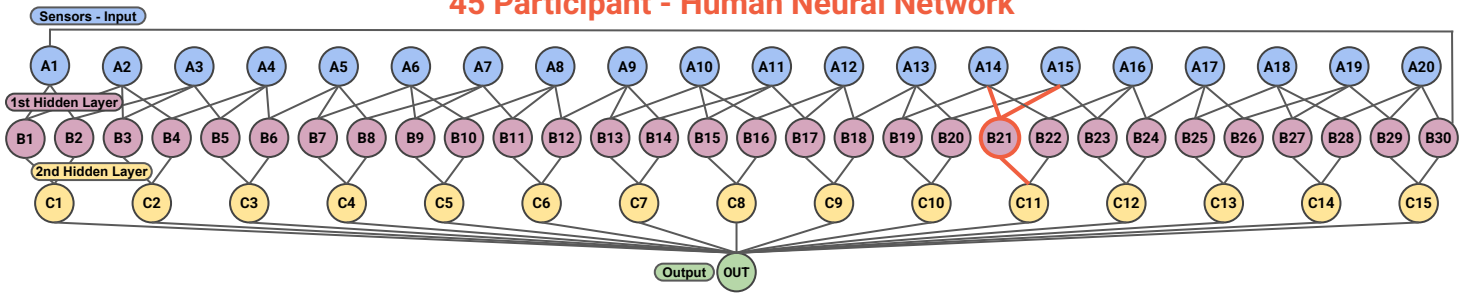 45 Participant - Human Neural Network
Sensors - Input
A1 A2 A3 A4 A5 A6 A7 A8 A9 A10 A11 A12 A13 A14 A15 A16 A17 A18 A19 A20
1st Hidden Layer
B1 B2 B3 B4 B5 B6 B7 B8 B9 B10 B11 B12 B13 B14 B15 B16 B17 B18 B19 B20 B21 B22 B23 B24 B25 B26 B27 B28 B29 B30
2nd Hidden Layer
C1 C2 C3 C4 C5 C6 C7 C8 C9 C10 C11 C12 C13 C14 C15
Output OUT